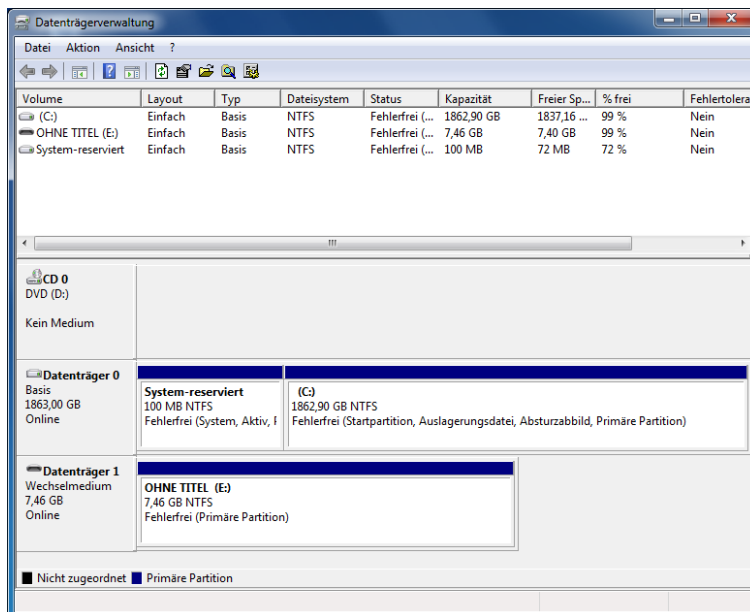 Datenträgerverwaltung
Datei Aktion Ansicht ?
Volume Layout Typ Dateisystem Status Kapazität Freier Sp... % frei Fehlertolera
(C:) Einfach Basis NTFS Fehlerfrei (... 1862,90 GB 1837,16 ... 99 % Nein
OHNE TITEL (E:) Einfach Basis NTFS Fehlerfrei (... 7,46 GB 7,40 GB 99 % Nein
System-reserviert Einfach Basis NTFS Fehlerfrei (... 100 MB 72 MB 72 % Nein
CD 0
DVD (D:)
Kein Medium
Datenträger 0
Basis
1863,00 GB
Online
System-reserviert
100 MB NTFS
Fehlerfrei (System, Aktiv, F
(C:)
1862,90 GB NTFS
Fehlerfrei (Startpartition, Auslagerungsdatei, Absturzabbild, Primäre Partition)
Datenträger 1
Wechselmedium
7,46 GB
Online
OHNE TITEL (E:)
7,46 GB NTFS
Fehlerfrei (Primäre Partition)
Nicht zugeordnet Primäre Partition